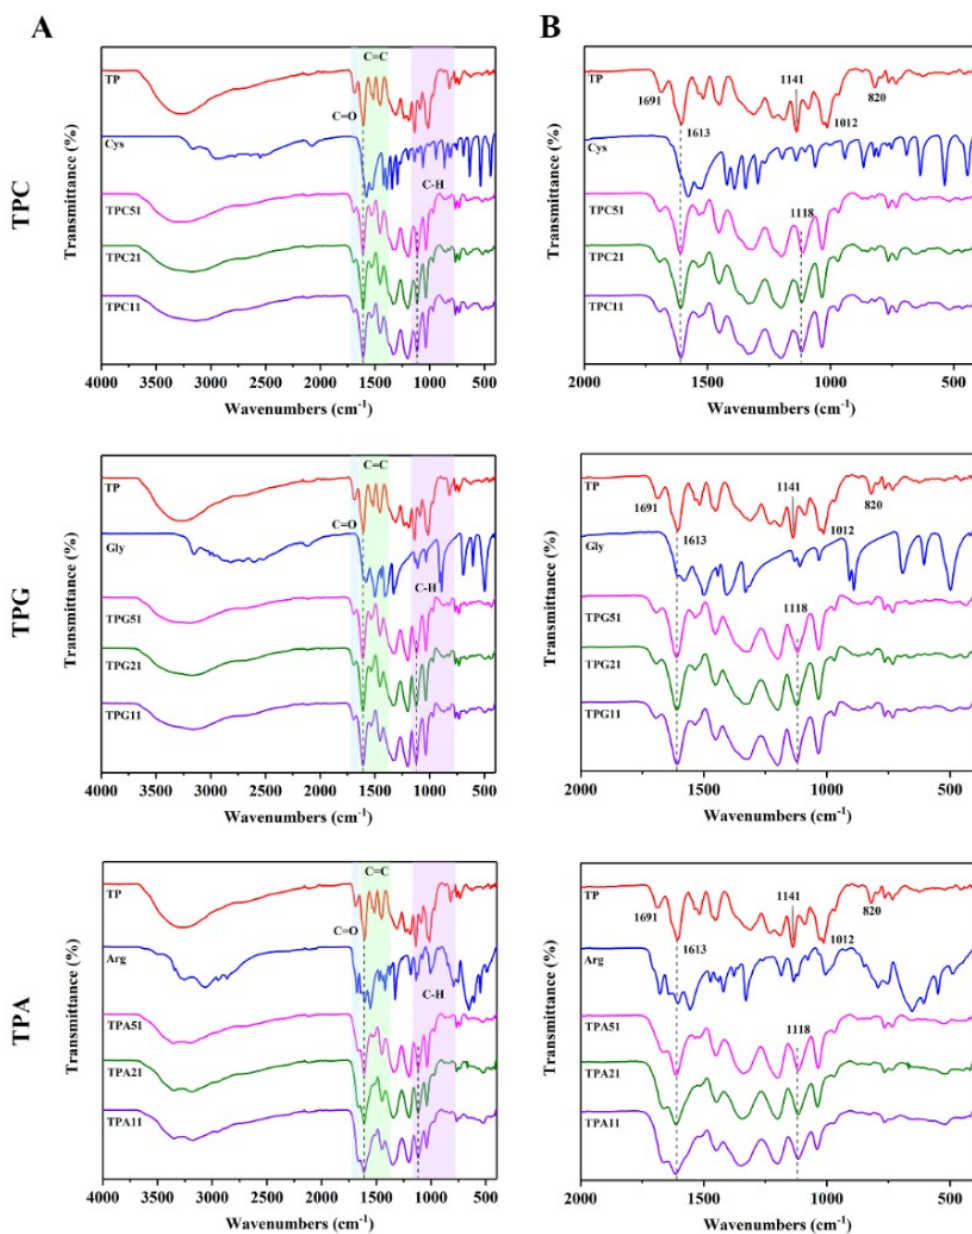 A
B
TPC
Transmittance (%)
C=C
C=O
C-H
TP
Cys
TPC51
TPC21
TPC11
4000 3500 3000 2500 2000 1500 1000 500
Wavenumbers (cm⁻¹)
Transmittance (%)
TP
Cys
TPC51
TPC21
TPC11
1691
1613
1141
1012
820
1118
2000 1500 1000 500
Wavenumbers (cm⁻¹)
TPG
Transmittance (%)
C=C
C=O
C-H
TP
Gly
TPG51
TPG21
TPG11
4000 3500 3000 2500 2000 1500 1000 500
Wavenumbers (cm⁻¹)
Transmittance (%)
TP
Gly
TPG51
TPG21
TPG11
1691
1613
1141
1012
820
1118
2000 1500 1000 500
Wavenumbers (cm⁻¹)
TPA
Transmittance (%)
C=C
C=O
C-H
TP
Arg
TPA51
TPA21
TPA11
4000 3500 3000 2500 2000 1500 1000 500
Wavenumbers (cm⁻¹)
Transmittance (%)
TP
Arg
TPA51
TPA21
TPA11
1691
1613
1141
1012
820
1118
2000 1500 1000 500
Wavenumbers (cm⁻¹)